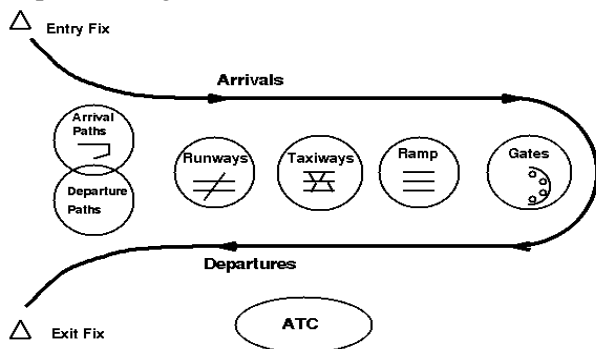 Entry Fix
Arrivals
Arrival
Paths
Runways
Taxiways
Ramp
Gates
Departure
Paths
Departures
ATC
Exit Fix